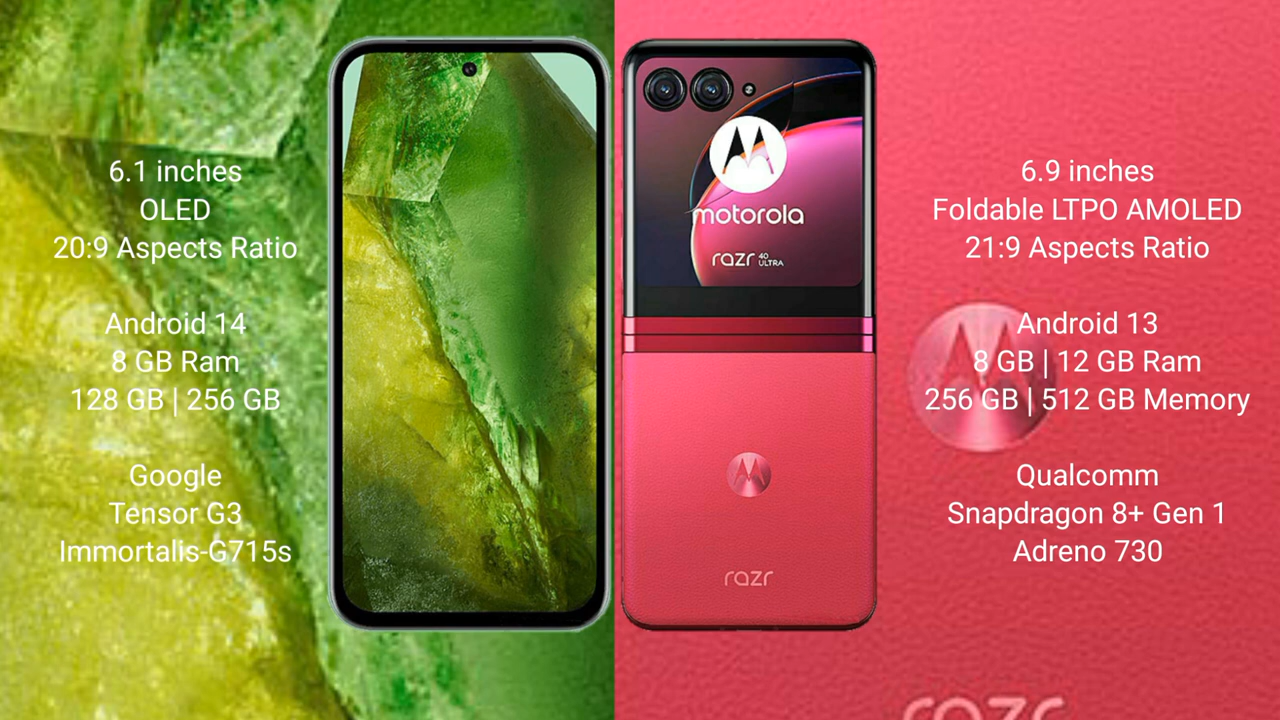 6.1 inches
OLED
20:9 Aspects Ratio
Android 14
8 GB Ram
128 GB | 256 GB
Google
Tensor G3
Immortalis-G715s
motorola
razr 40 ULTRA
razr
6.9 inches
Foldable LTPO AMOLED
21:9 Aspects Ratio
Android 13
8 GB | 12 GB Ram
256 GB | 512 GB Memory
Qualcomm
Snapdragon 8+ Gen 1
Adreno 730
razr